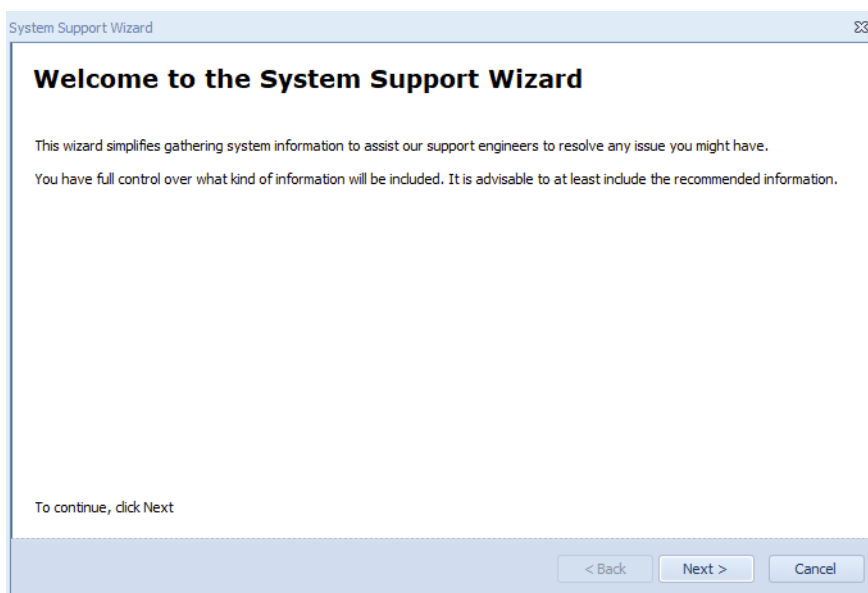 System Support Wizard
Welcome to the System Support Wizard
This wizard simplifies gathering system information to assist our support engineers to resolve any issue you might have.
You have full control over what kind of information will be included. It is advisable to at least include the recommended information.
To continue, click Next
< Back Next > Cancel